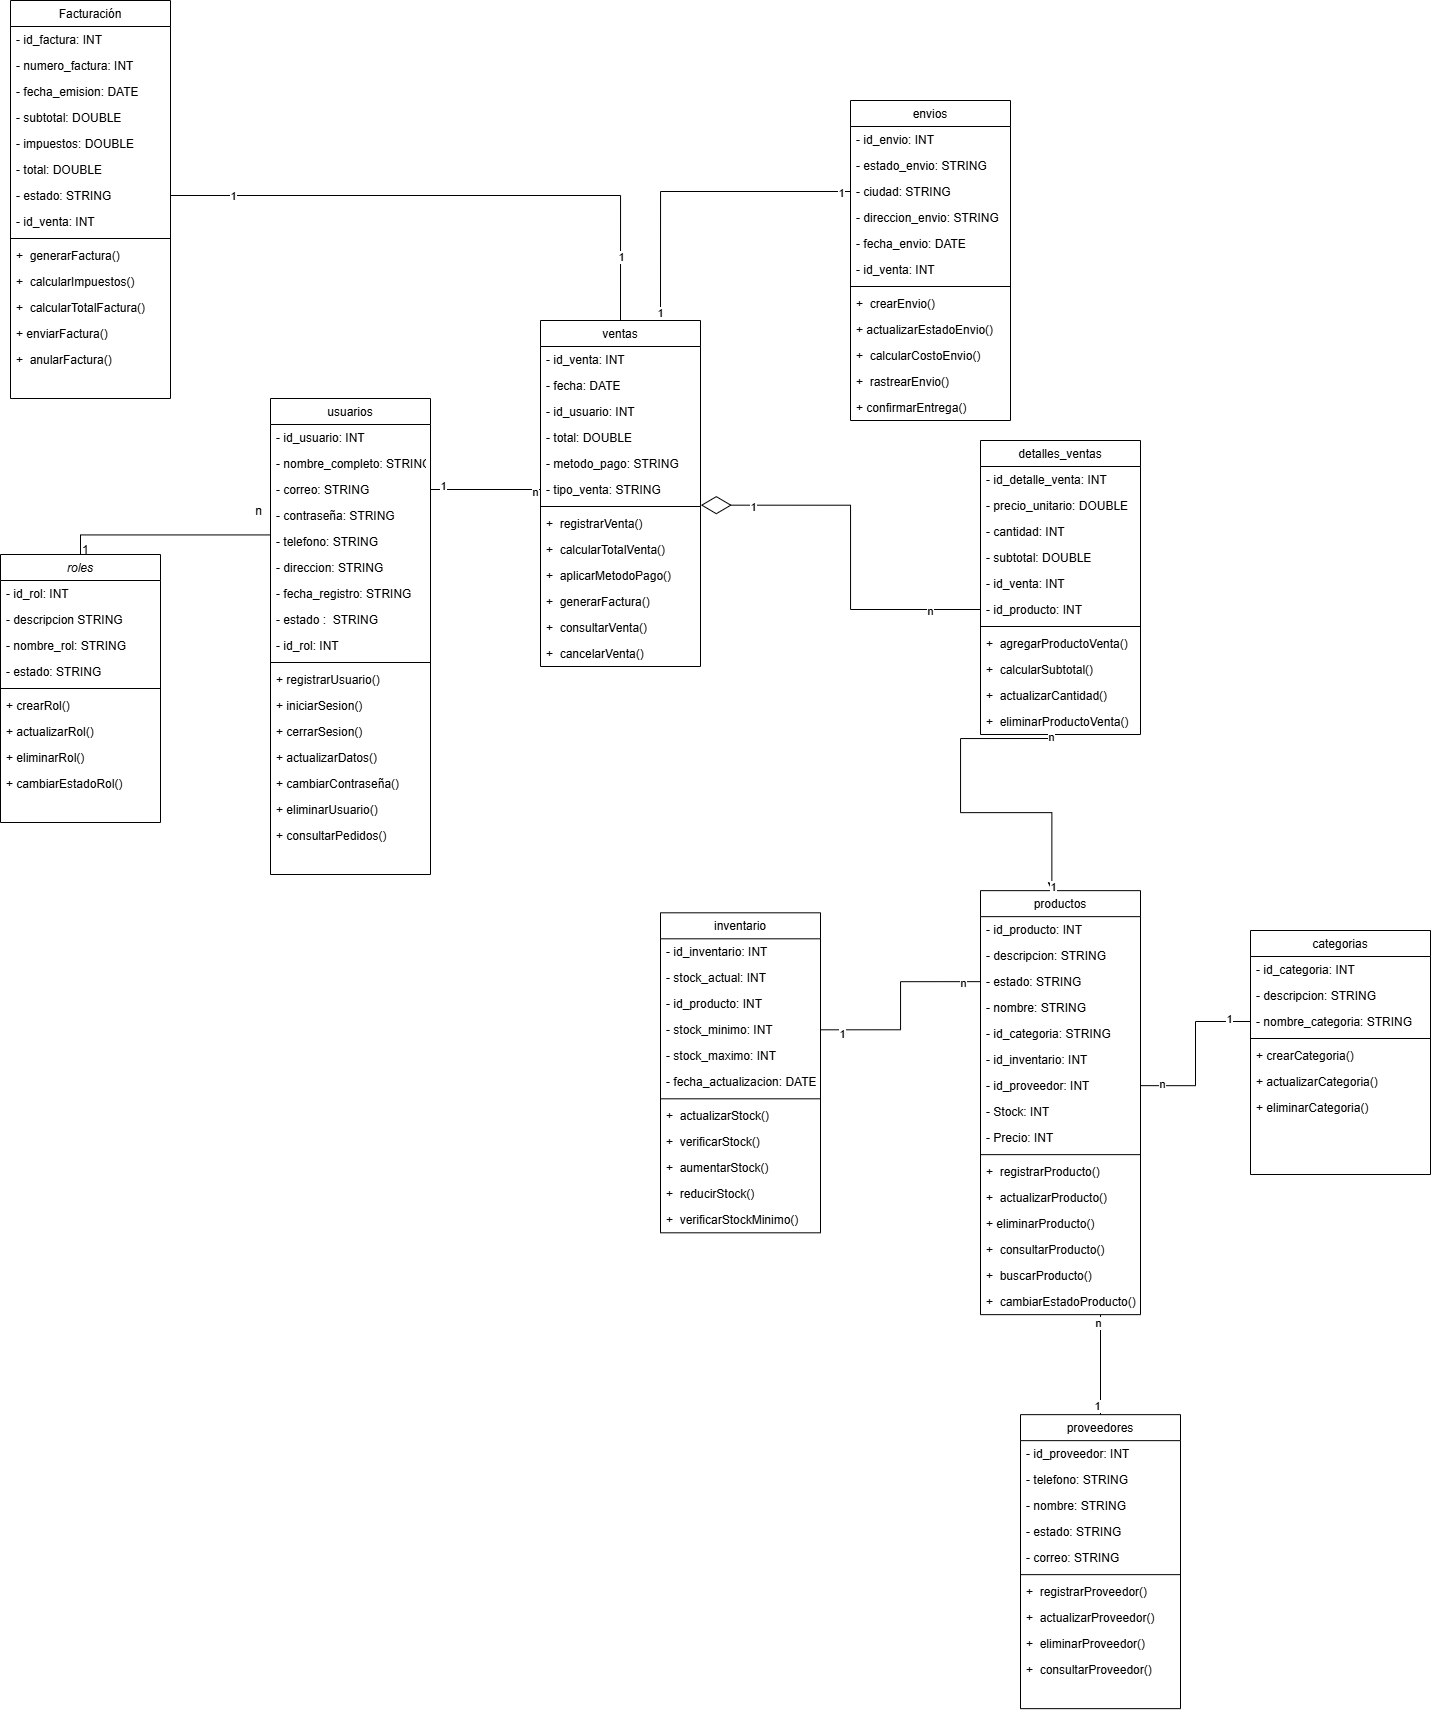 Facturación
- id_factura: INT
- numero_factura: INT
- fecha_emision: DATE
- subtotal: DOUBLE
- impuestos: DOUBLE
- total: DOUBLE
- estado: STRING
- id_venta: INT
+ generarFactura()
+ calcularImpuestos()
+ calcularTotalFactura()
+ enviarFactura()
+ anularFactura()
1
1
envios
- id_envio: INT
- estado_envio: STRING
- ciudad: STRING
- direccion_envio: STRING
- fecha_envio: DATE
- id_venta: INT
+ crearEnvio()
+ actualizarEstadoEnvio()
+ calcularCostoEnvio()
+ rastrearEnvio()
+ confirmarEntrega()
1
1
ventas
- id_venta: INT
- fecha: DATE
- id_usuario: INT
- total: DOUBLE
- metodo_pago: STRING
- tipo_venta: STRING
+ registrarVenta()
+ calcularTotalVenta()
+ aplicarMetodoPago()
+ generarFactura()
+ consultarVenta()
+ cancelarVenta()
usuarios
- id_usuario: INT
- nombre_completo: STRING
- correo: STRING
- contraseña: STRING
- telefono: STRING
- direccion: STRING
- fecha_registro: STRING
- estado : STRING
- id_rol: INT
+ registrarUsuario()
+ iniciarSesion()
+ cerrarSesion()
+ actualizarDatos()
+ cambiarContraseña()
+ eliminarUsuario()
+ consultarPedidos()
1
n
n
1
roles
- id_rol: INT
- descripcion STRING
- nombre_rol: STRING
- estado: STRING
+ crearRol()
+ actualizarRol()
+ eliminarRol()
+ cambiarEstadoRol()
1
n
detalles_ventas
- id_detalle_venta: INT
- precio_unitario: DOUBLE
- cantidad: INT
- subtotal: DOUBLE
- id_venta: INT
- id_producto: INT
+ agregarProductoVenta()
+ calcularSubtotal()
+ actualizarCantidad()
+ eliminarProductoVenta()
n
1
productos
- id_producto: INT
- descripcion: STRING
- estado: STRING
- nombre: STRING
- id_categoria: STRING
- id_inventario: INT
- id_proveedor: INT
- Stock: INT
- Precio: INT
+ registrarProducto()
+ actualizarProducto()
+ eliminarProducto()
+ consultarProducto()
+ buscarProducto()
+ cambiarEstadoProducto()
inventario
- id_inventario: INT
- stock_actual: INT
- id_producto: INT
- stock_minimo: INT
- stock_maximo: INT
- fecha_actualizacion: DATE
+ actualizarStock()
+ verificarStock()
+ aumentarStock()
+ reducirStock()
+ verificarStockMinimo()
1
n
categorias
- id_categoria: INT
- descripcion: STRING
- nombre_categoria: STRING
+ crearCategoria()
+ actualizarCategoria()
+ eliminarCategoria()
1
n
n
1
proveedores
- id_proveedor: INT
- telefono: STRING
- nombre: STRING
- estado: STRING
- correo: STRING
+ registrarProveedor()
+ actualizarProveedor()
+ eliminarProveedor()
+ consultarProveedor()